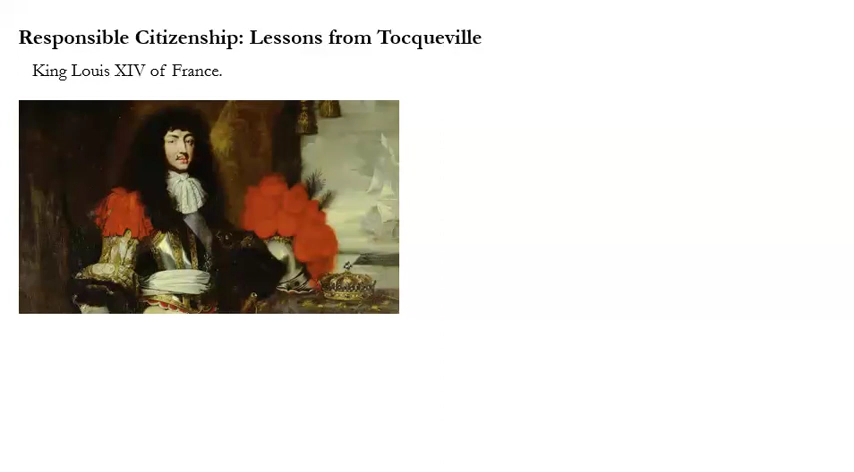 Responsible Citizenship: Lessons from Tocqueville
King Louis XIV of France.